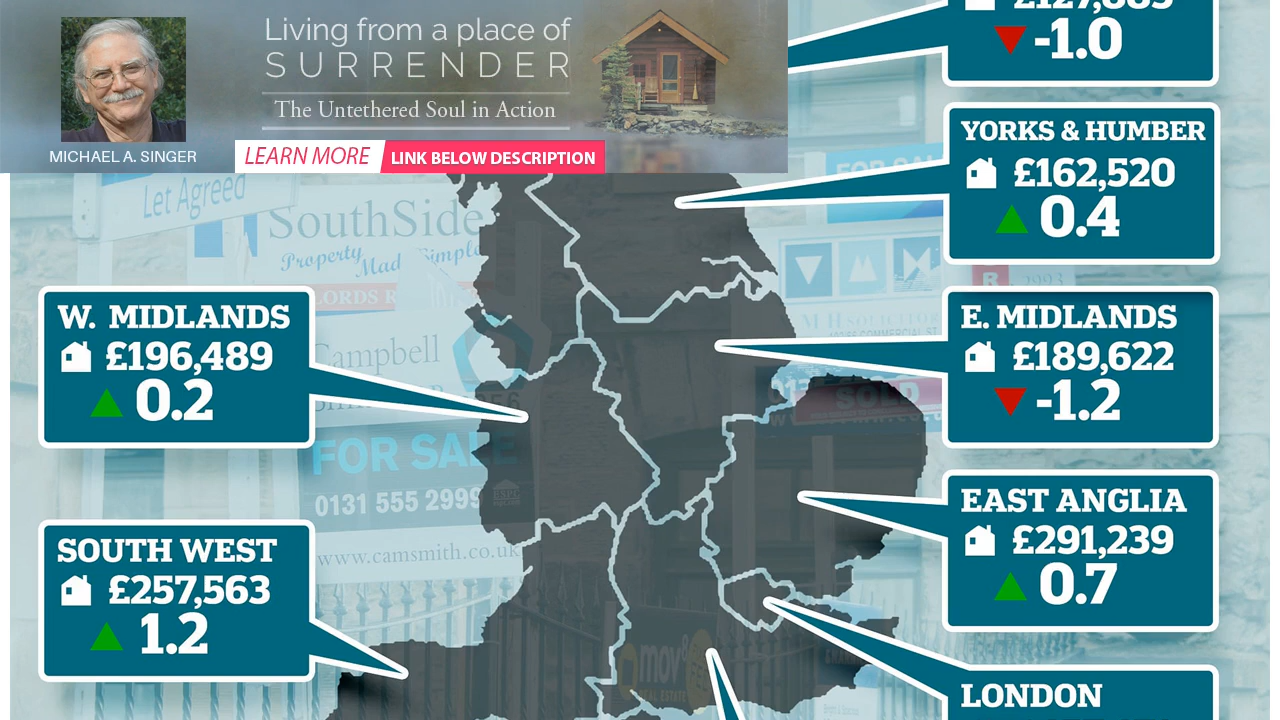 Living from a place of
SURRENDER
The Untethered Soul in Action
MICHAEL A. SINGER
LEARN MORE
LINK BELOW DESCRIPTION
-1.0
YORKS & HUMBER
£162,520
0.4
W. MIDLANDS
£196,489
0.2
E. MIDLANDS
£189,622
-1.2
EAST ANGLIA
£291,239
0.7
SOUTH WEST
£257,563
1.2
LONDON
Let Agreed
SouthSide
Property
Made Simple
Campbell
FOR SALE
0131 555 2999
ESPC
www.camsmith.co.uk
SOLD
R
2993